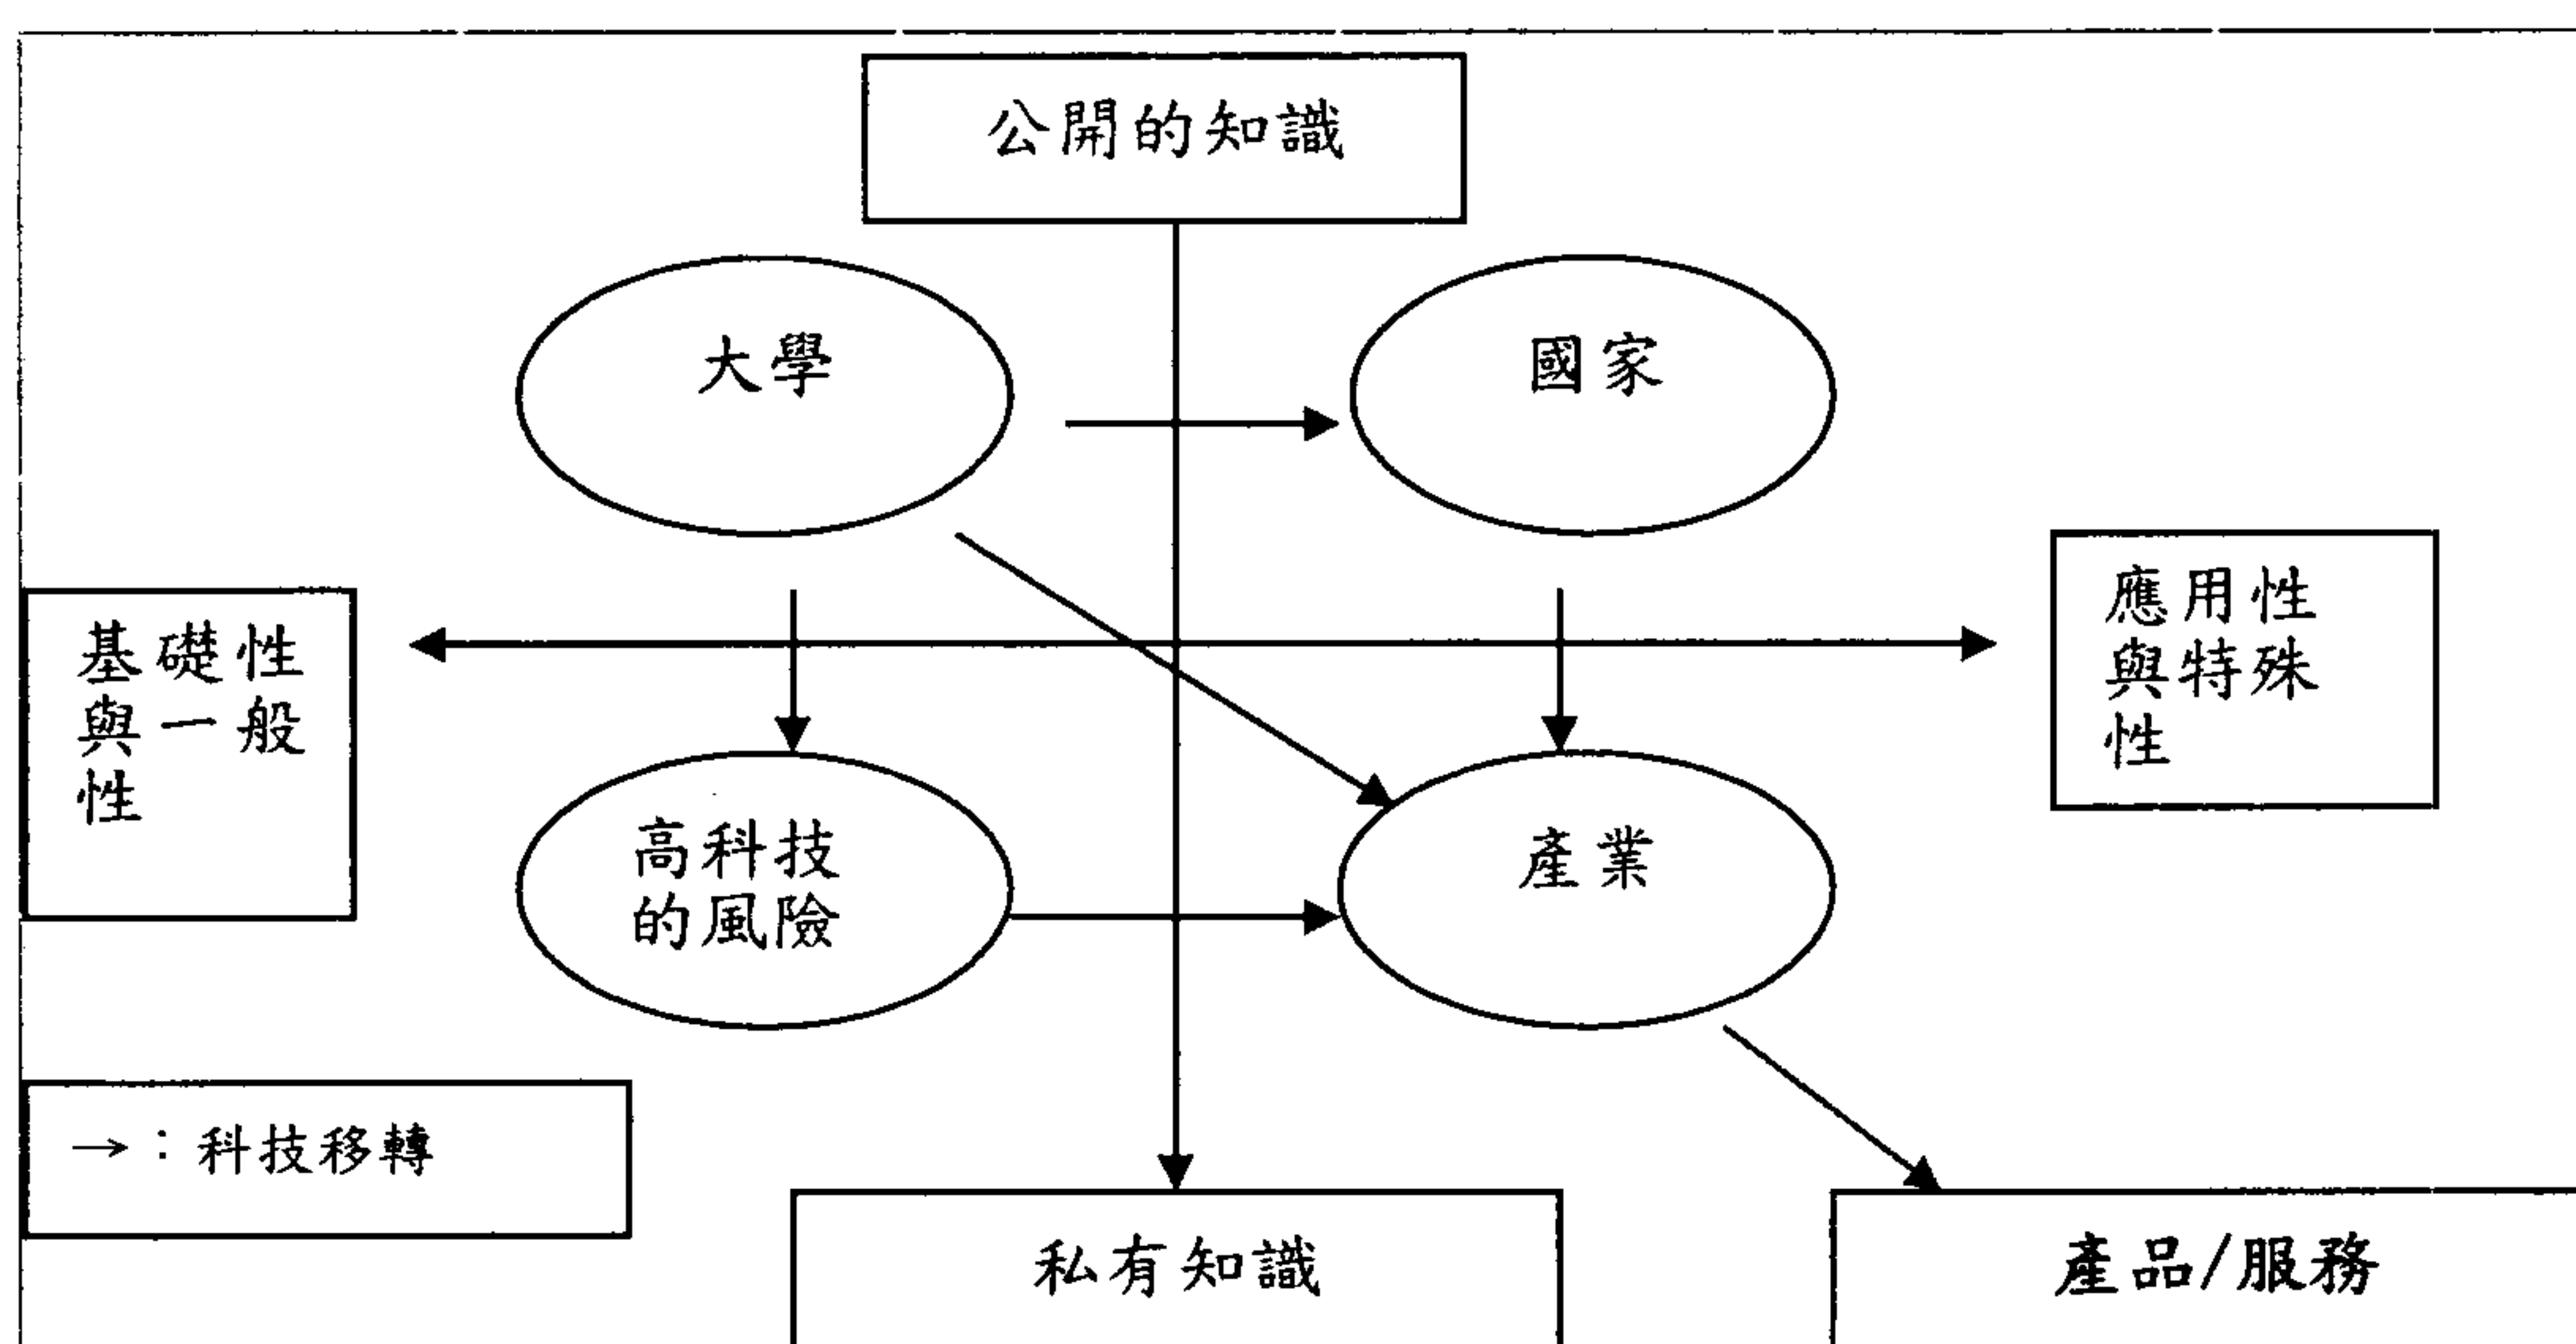 公開的知識
大學
國家
基礎性
與一般
性
應用性
與特殊
性
高科技
的風險
產業
→：科技移轉
私有知識
產品/服務